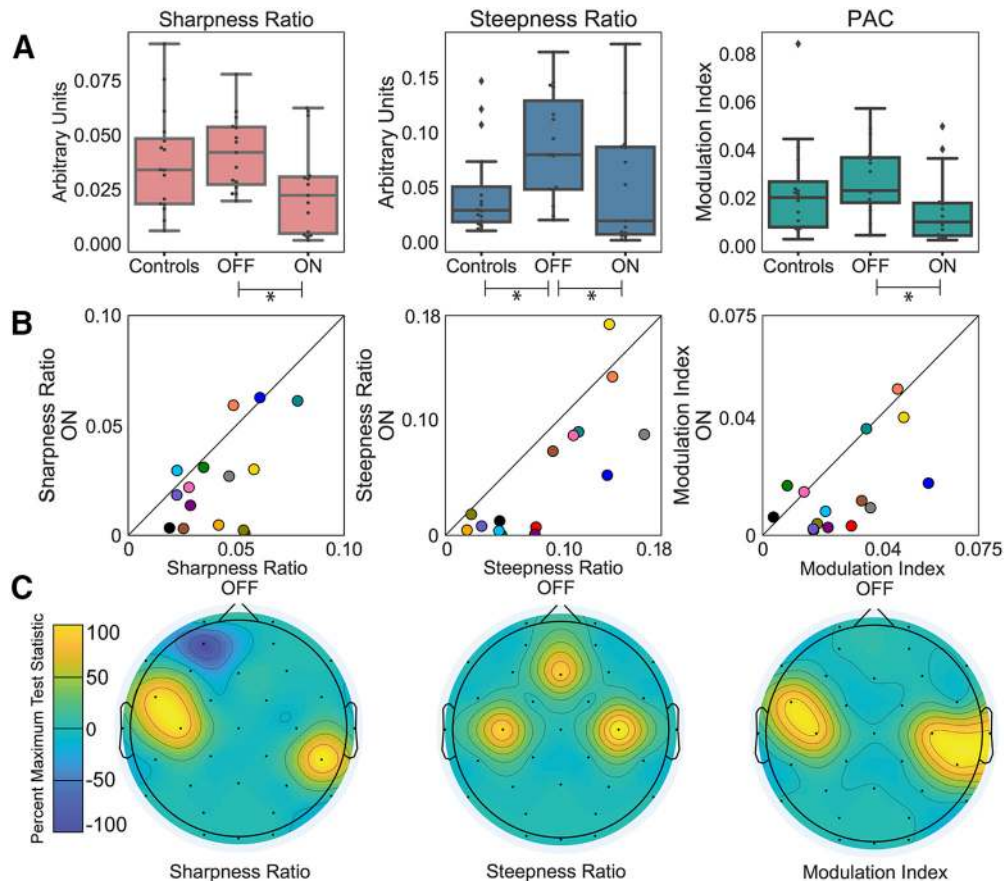 A
Sharpness Ratio
Arbitrary Units
0.075
0.050
0.025
0.000
Controls OFF ON
*
Steepness Ratio
Arbitrary Units
0.15
0.10
0.05
0.00
Controls OFF ON
* *
PAC
Modulation Index
0.08
0.06
0.04
0.02
0.00
Controls OFF ON
*
B
Sharpness Ratio
ON
0.10
0.05
0
0 0.05 0.10
Sharpness Ratio
OFF
Steepness Ratio
ON
0.18
0.10
0
0 0.10 0.18
Steepness Ratio
OFF
Modulation Index
ON
0.075
0.04
0
0 0.04 0.075
Modulation Index
OFF
C
Percent Maximum Test Statistic
100
50
0
-50
-100
Sharpness Ratio
Steepness Ratio
Modulation Index